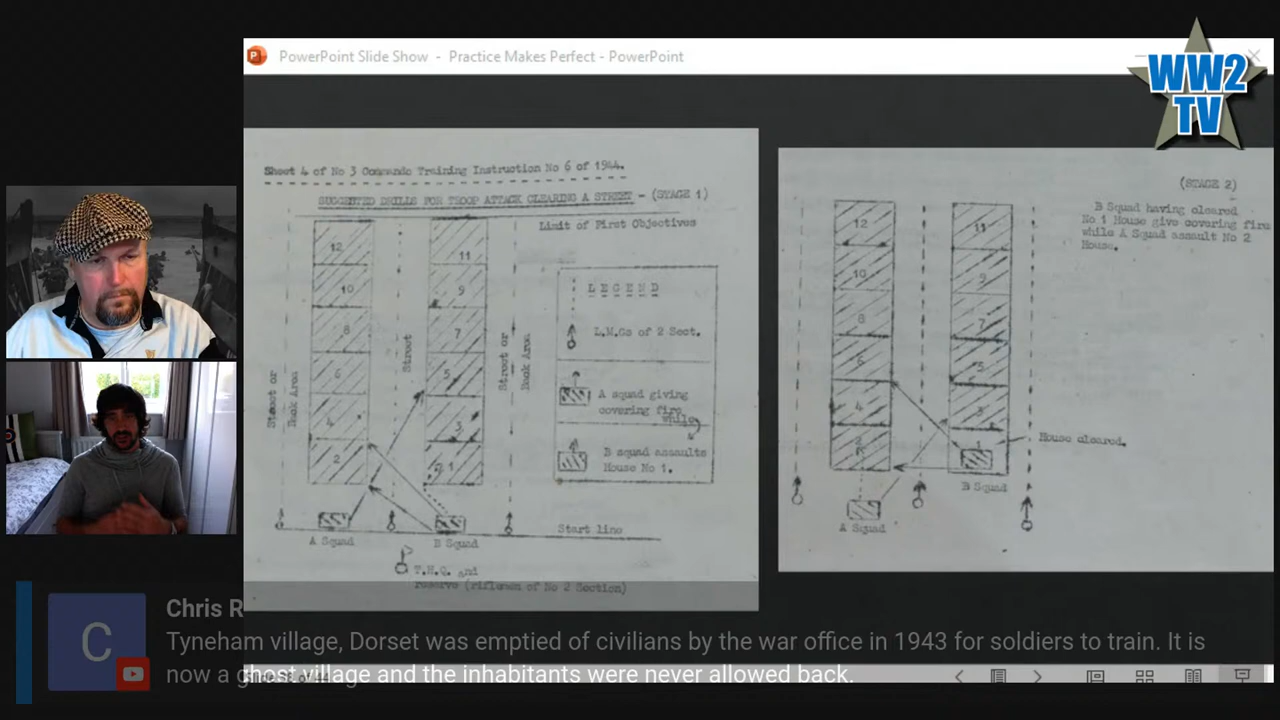 PowerPoint Slide Show - Practice Makes Perfect - PowerPoint
WW2
TV
Sheet 4 of No 3 Commando Training Instruction No 6 of 1944.
SUGGESTED DRILLS FOR TROOP ATTACK CLEARING A STREET - (STAGE 1)
Limit of First Objectives
12
11
10
9
8
7
6
5
4
3
2
1
Street or
Back Area
Street
Street or
Back Area
LEGEND
L.M.Gs of 2 Sect.
A squad giving
covering fire
while
B squad assaults
House No 1.
Start line
A Squad
B Squad
T.H.Q. and
reserve (riflemen of No 2 Section)
(STAGE 2)
B Squad having cleared
No 1 House give covering fire
while A Squad assault No 2
House.
12
11
10
9
8
7
6
5
4
3
2
1
House cleared.
B Squad
A Squad
C
Chris R
Tyneham village, Dorset was emptied of civilians by the war office in 1943 for soldiers to train. It is
now a ghost village and the inhabitants were never allowed back.